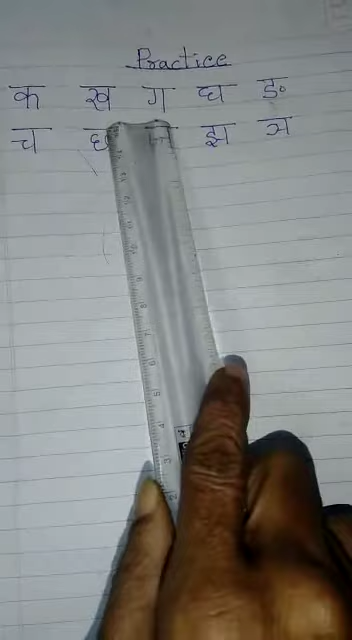 Practice
क ख ग घ ङ
च छ ज झ ञ